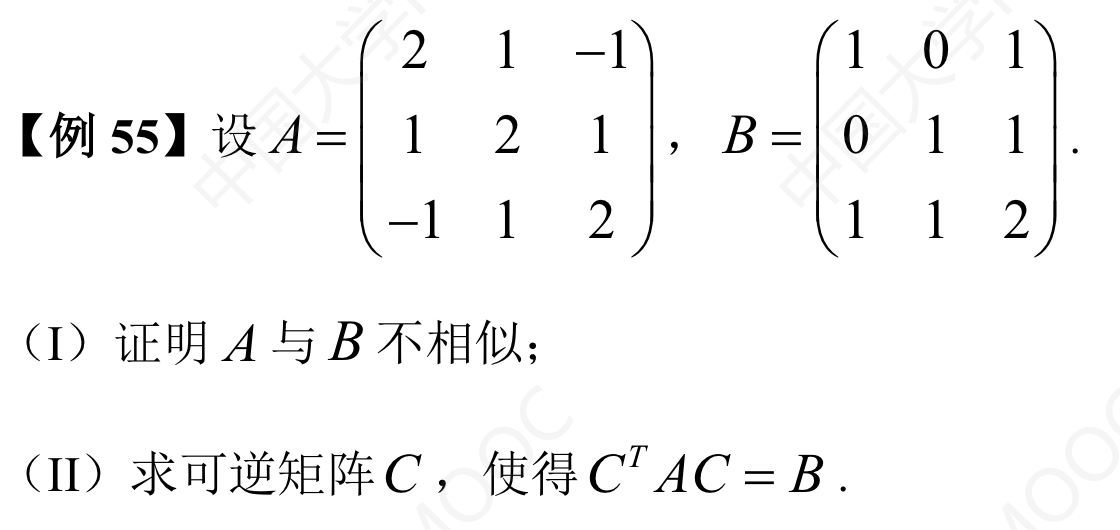 【例 55】设 $A=\begin{pmatrix} 2 & 1 & -1 \\ 1 & 2 & 1 \\ -1 & 1 & 2 \end{pmatrix}$，$B=\begin{pmatrix} 1 & 0 & 1 \\ 0 & 1 & 1 \\ 1 & 1 & 2 \end{pmatrix}$.
（I）证明 $A$ 与 $B$ 不相似；
（II）求可逆矩阵 $C$，使得 $C^T AC = B$.